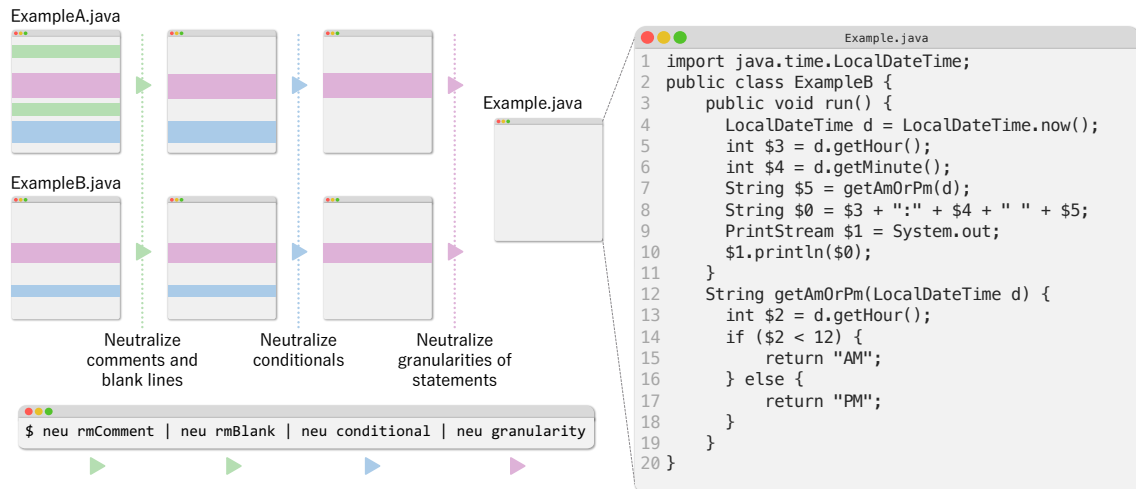 ExampleA.java
ExampleB.java
Neutralize
comments and
blank lines
Neutralize
conditionals
Neutralize
granularities of
statements
$ neu rmComment | neu rmBlank | neu conditional | neu granularity
Example.java
Example.java
1 import java.time.LocalDateTime;
2 public class ExampleB {
3 public void run() {
4 LocalDateTime d = LocalDateTime.now();
5 int $3 = d.getHour();
6 int $4 = d.getMinute();
7 String $5 = getAmOrPm(d);
8 String $0 = $3 + ":" + $4 + " " + $5;
9 PrintStream $1 = System.out;
10 $1.println($0);
11 }
12 String getAmOrPm(LocalDateTime d) {
13 int $2 = d.getHour();
14 if ($2 < 12) {
15 return "AM";
16 } else {
17 return "PM";
18 }
19 }
20 }